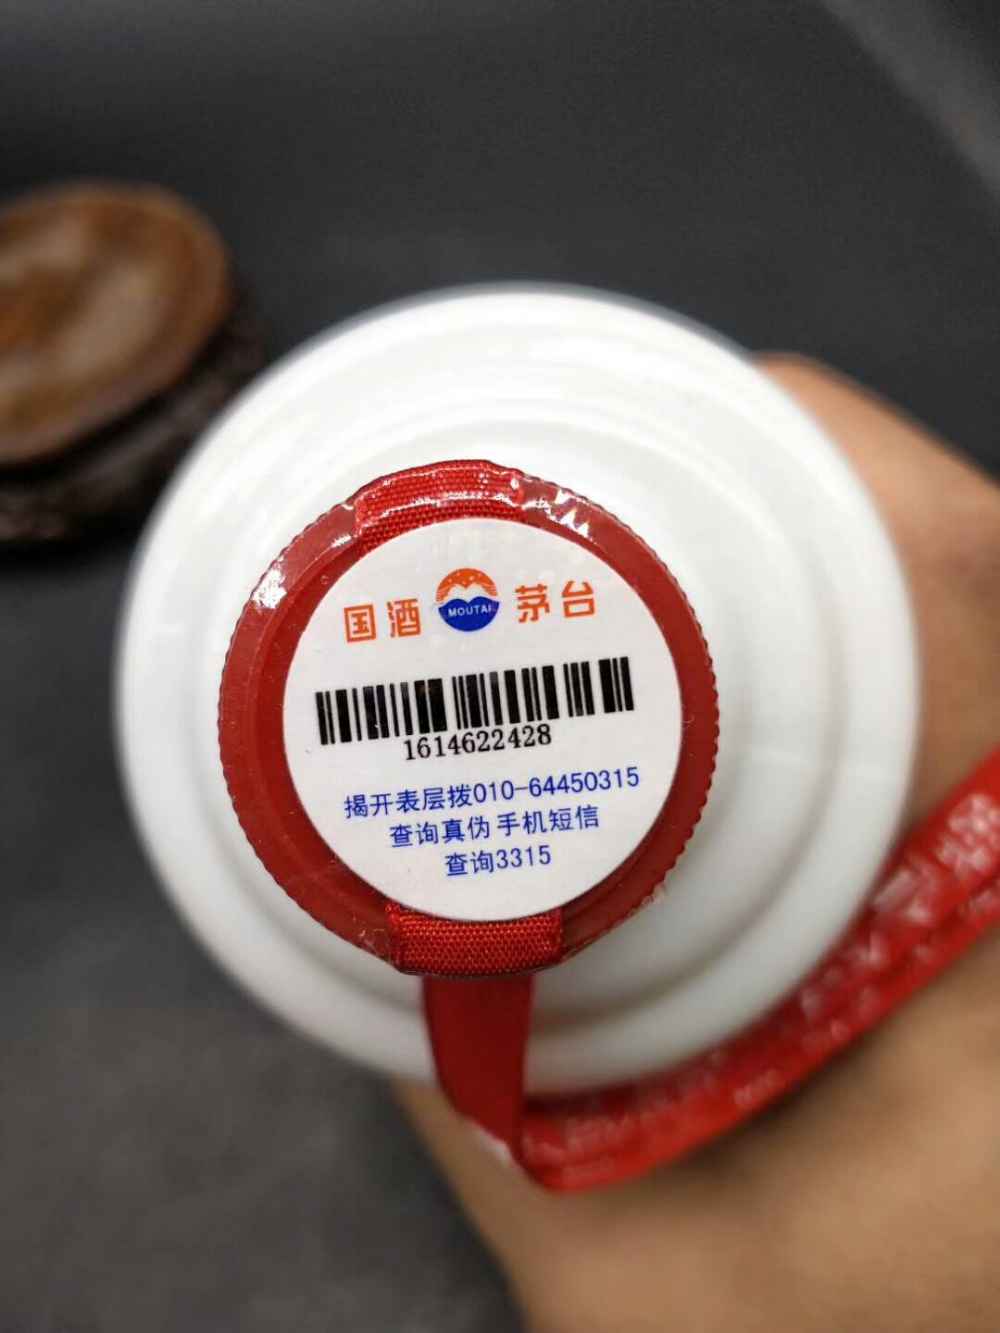 国酒 MOUTAI 茅台
1614622428
揭开表层拨010-64450315
查询真伪 手机短信
查询3315